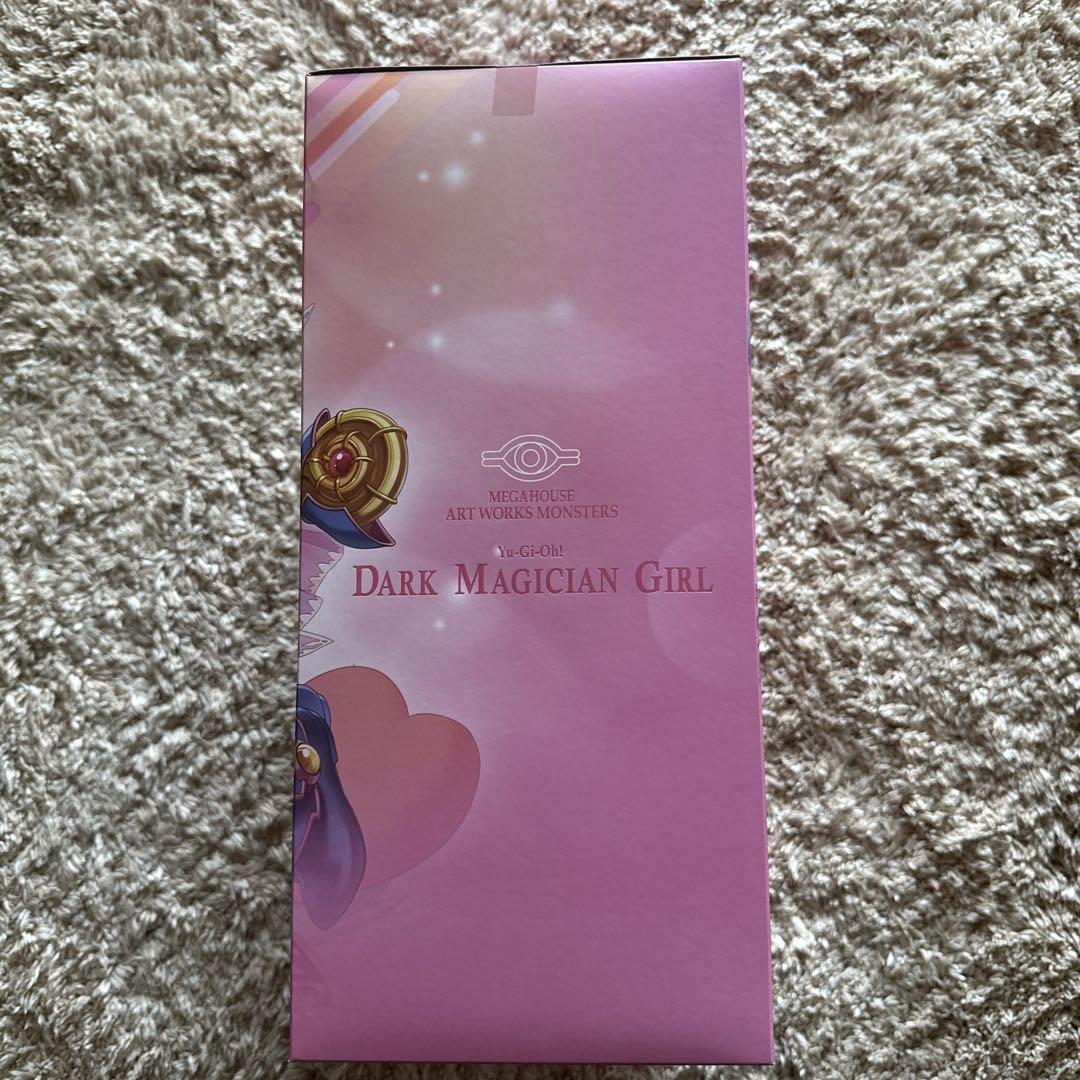 MEGAHOUSE
ART WORKS MONSTERS
Yu-Gi-Oh!
DARK MAGICIAN GIRL